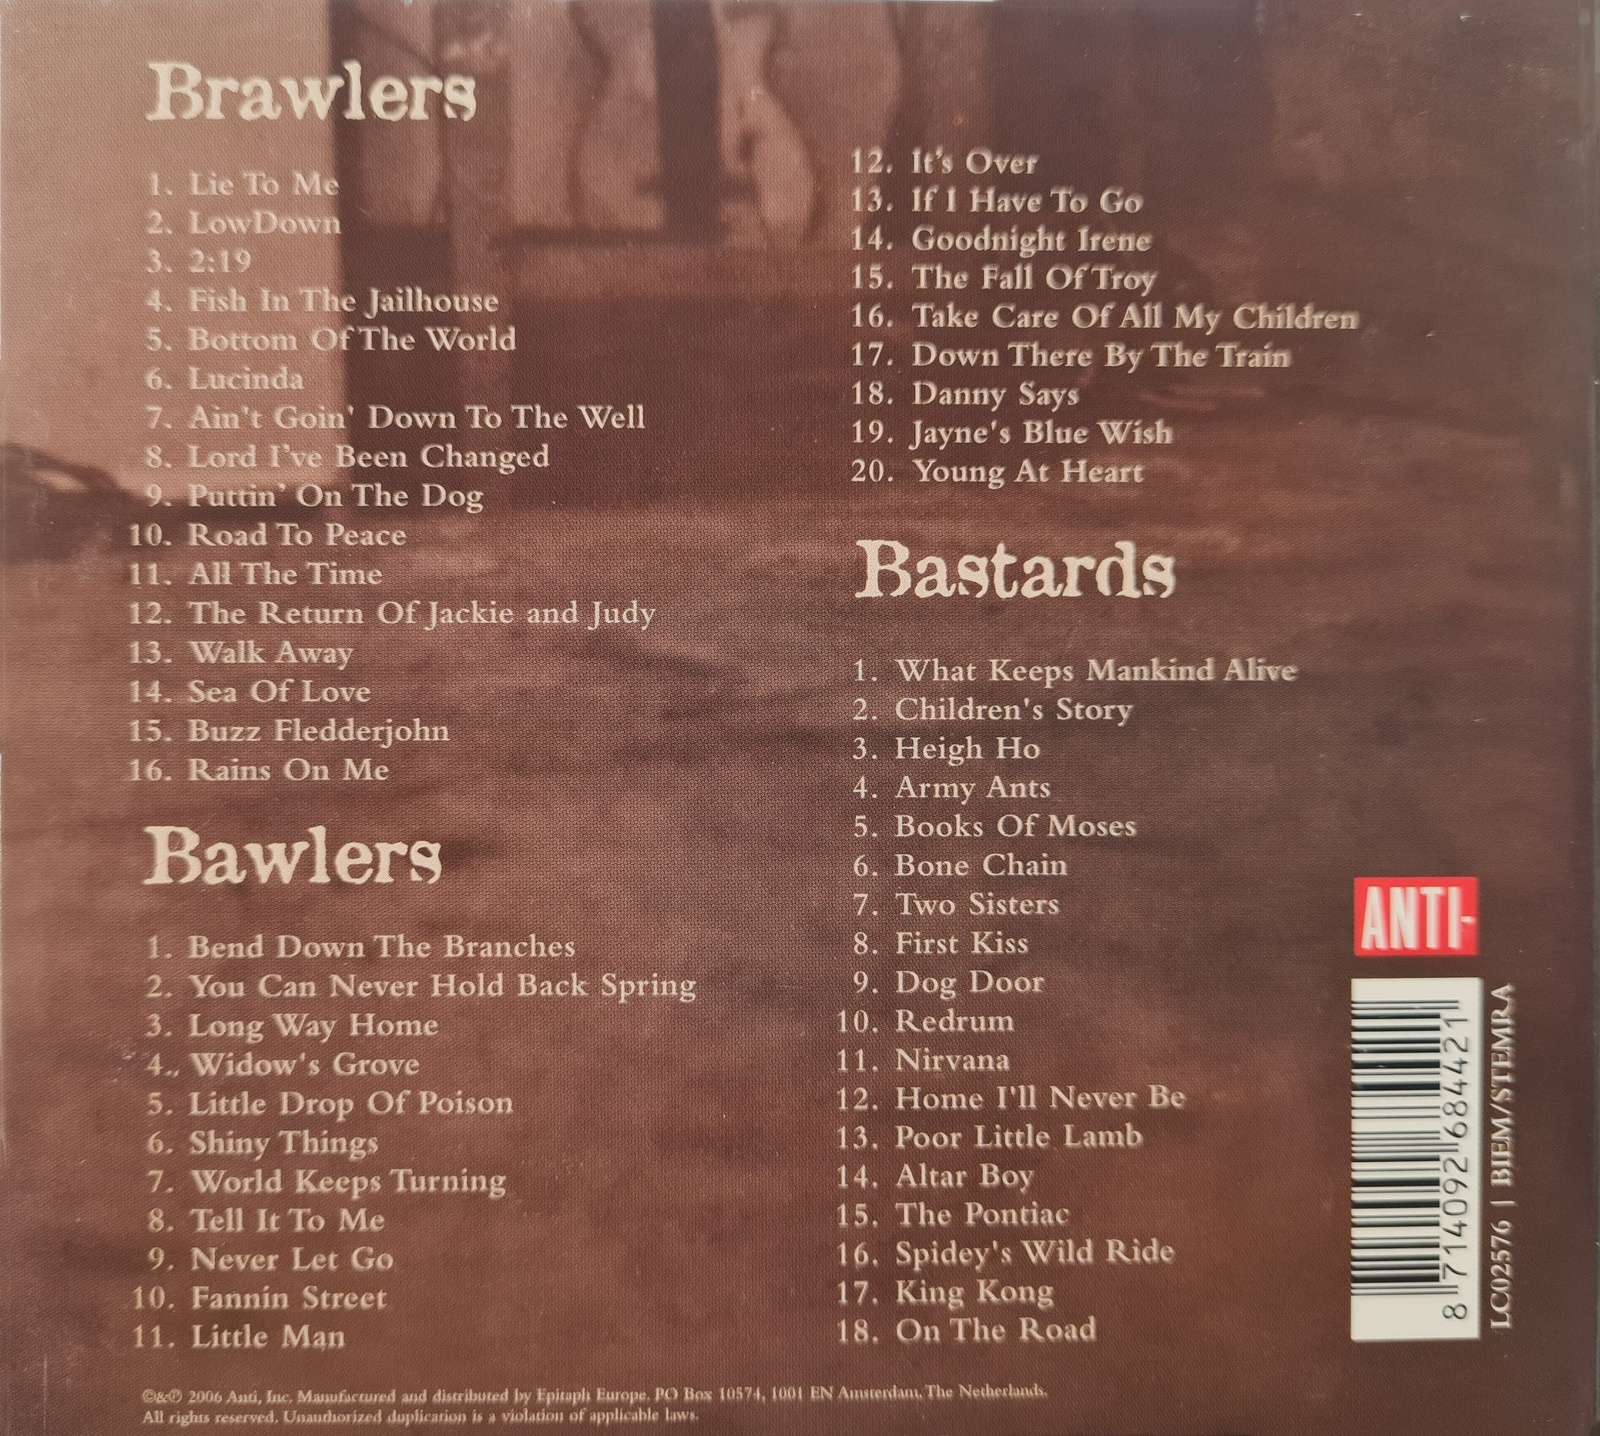 Brawlers
1. Lie To Me
2. LowDown
3. 2:19
4. Fish In The Jailhouse
5. Bottom Of The World
6. Lucinda
7. Ain't Goin' Down To The Well
8. Lord I've Been Changed
9. Puttin' On The Dog
10. Road To Peace
11. All The Time
12. The Return Of Jackie and Judy
13. Walk Away
14. Sea Of Love
15. Buzz Fledderjohn
16. Rains On Me
Bawlers
1. Bend Down The Branches
2. You Can Never Hold Back Spring
3. Long Way Home
4. Widow's Grove
5. Little Drop Of Poison
6. Shiny Things
7. World Keeps Turning
8. Tell It To Me
9. Never Let Go
10. Fannin Street
11. Little Man
12. It's Over
13. If I Have To Go
14. Goodnight Irene
15. The Fall Of Troy
16. Take Care Of All My Children
17. Down There By The Train
18. Danny Says
19. Jayne's Blue Wish
20. Young At Heart
Bastards
1. What Keeps Mankind Alive
2. Children's Story
3. Heigh Ho
4. Army Ants
5. Books Of Moses
6. Bone Chain
7. Two Sisters
8. First Kiss
9. Dog Door
10. Redrum
11. Nirvana
12. Home I'll Never Be
13. Poor Little Lamb
14. Altar Boy
15. The Pontiac
16. Spidey's Wild Ride
17. King Kong
18. On The Road
ANTI-
8 714092 684421
LC02576 | BIEM/STEMRA
©&℗ 2006 Anti, Inc. Manufactured and distributed by Epitaph Europe. PO Box 10574, 1001 EN Amsterdam, The Netherlands.
All rights reserved. Unauthorized duplication is a violation of applicable laws.